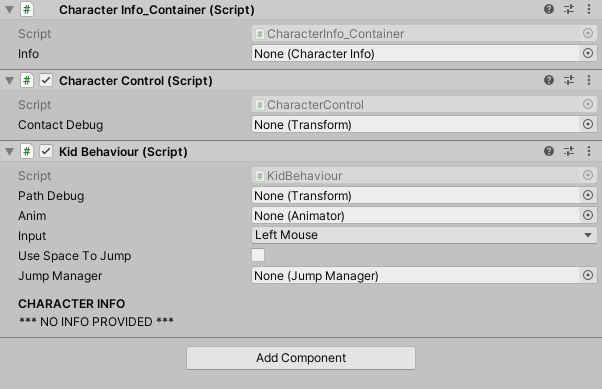 # Character Info_Container (Script)
Script # CharacterInfo_Container
Info None (Character Info)
# Character Control (Script)
Script # CharacterControl
Contact Debug None (Transform)
# Kid Behaviour (Script)
Script # KidBehaviour
Path Debug None (Transform)
Anim None (Animator)
Input Left Mouse
Use Space To Jump
Jump Manager None (Jump Manager)
CHARACTER INFO
*** NO INFO PROVIDED ***
Add Component